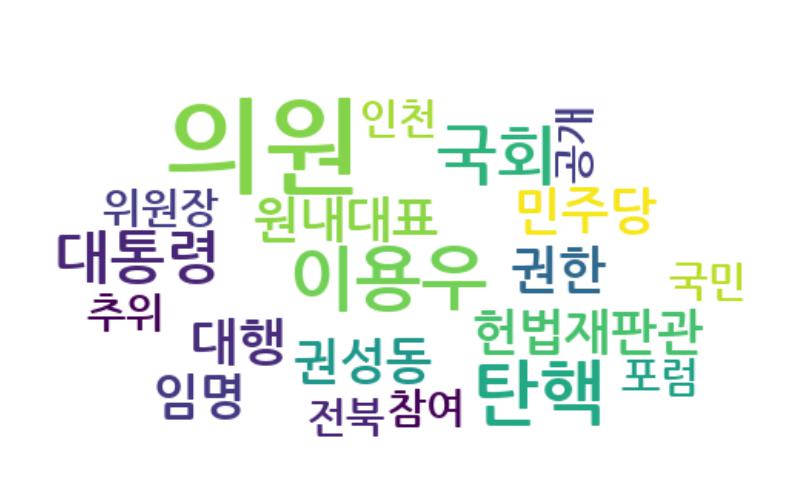 의원
인천
국회
공개
위원장
원내대표
민주당
대통령
이용우
권한
국민
추위
대행
권성동
헌법재판관
임명
전북
참여
탄핵
포럼